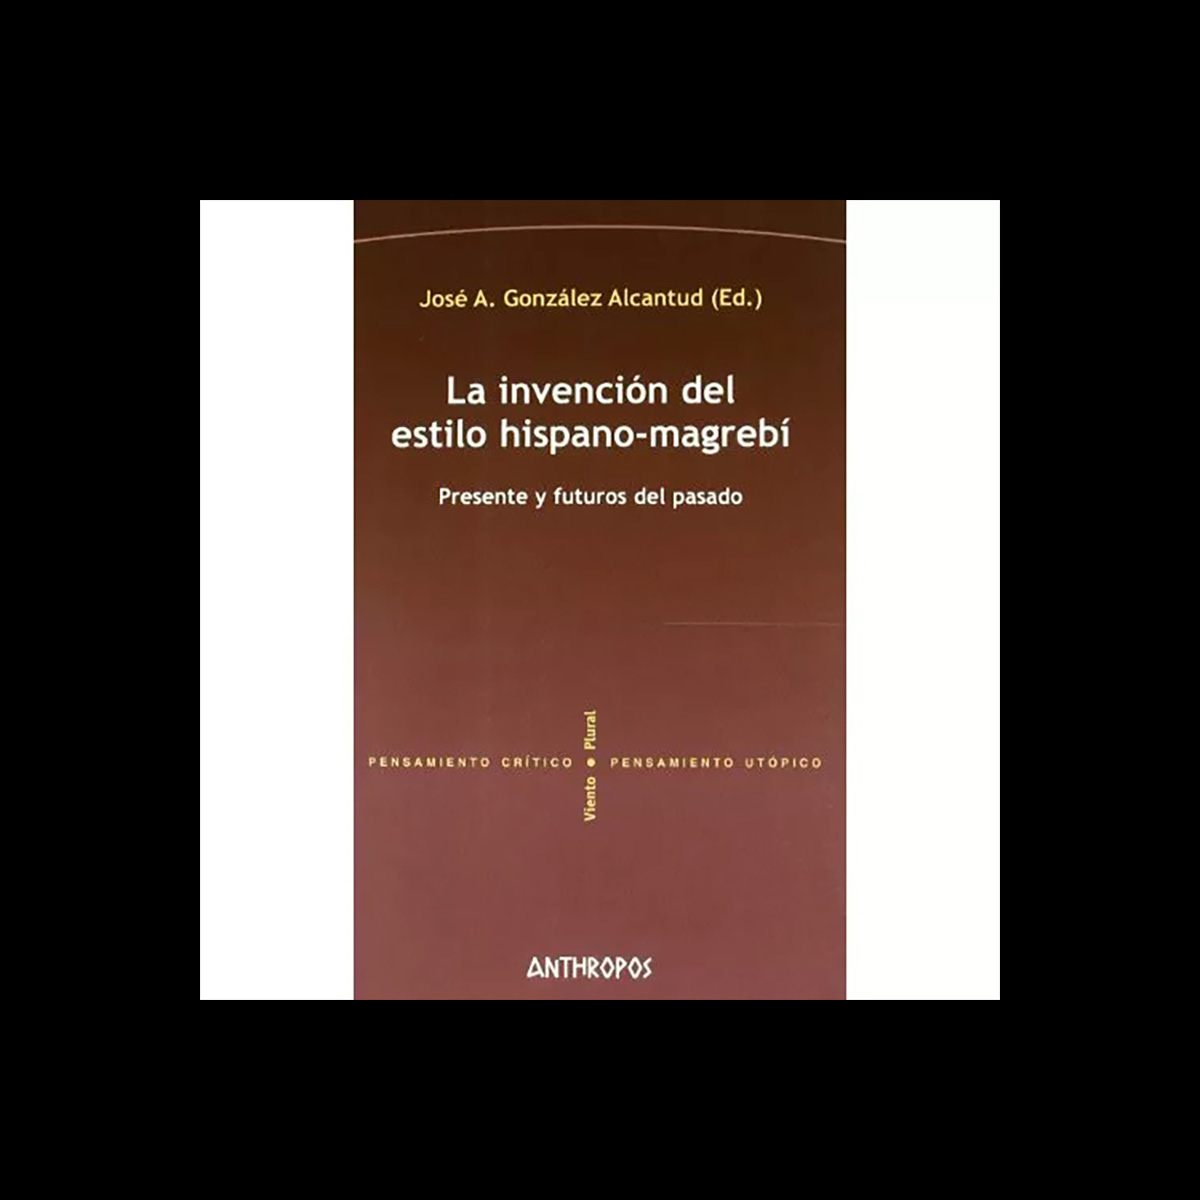 José A. González Alcantud (Ed.)
La invención del
estilo hispano-magrebí
Presente y futuros del pasado
PENSAMIENTO CRÍTICO • PENSAMIENTO UTÓPICO
Viento Plural
ANTHROPOS